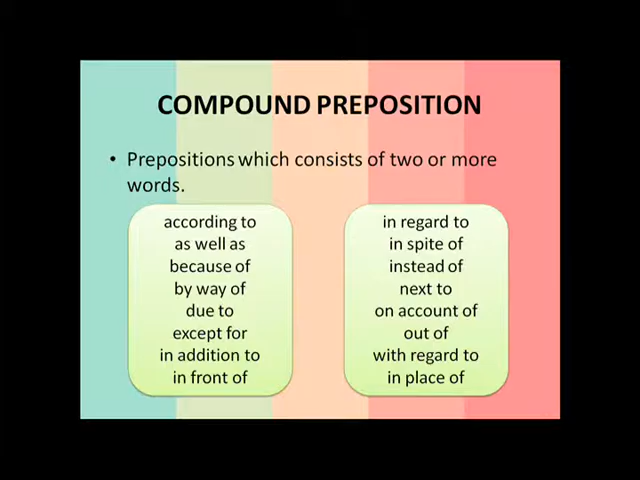 COMPOUND PREPOSITION
• Prepositions which consists of two or more
words.
according to
as well as
because of
by way of
due to
except for
in addition to
in front of
in regard to
in spite of
instead of
next to
on account of
out of
with regard to
in place of